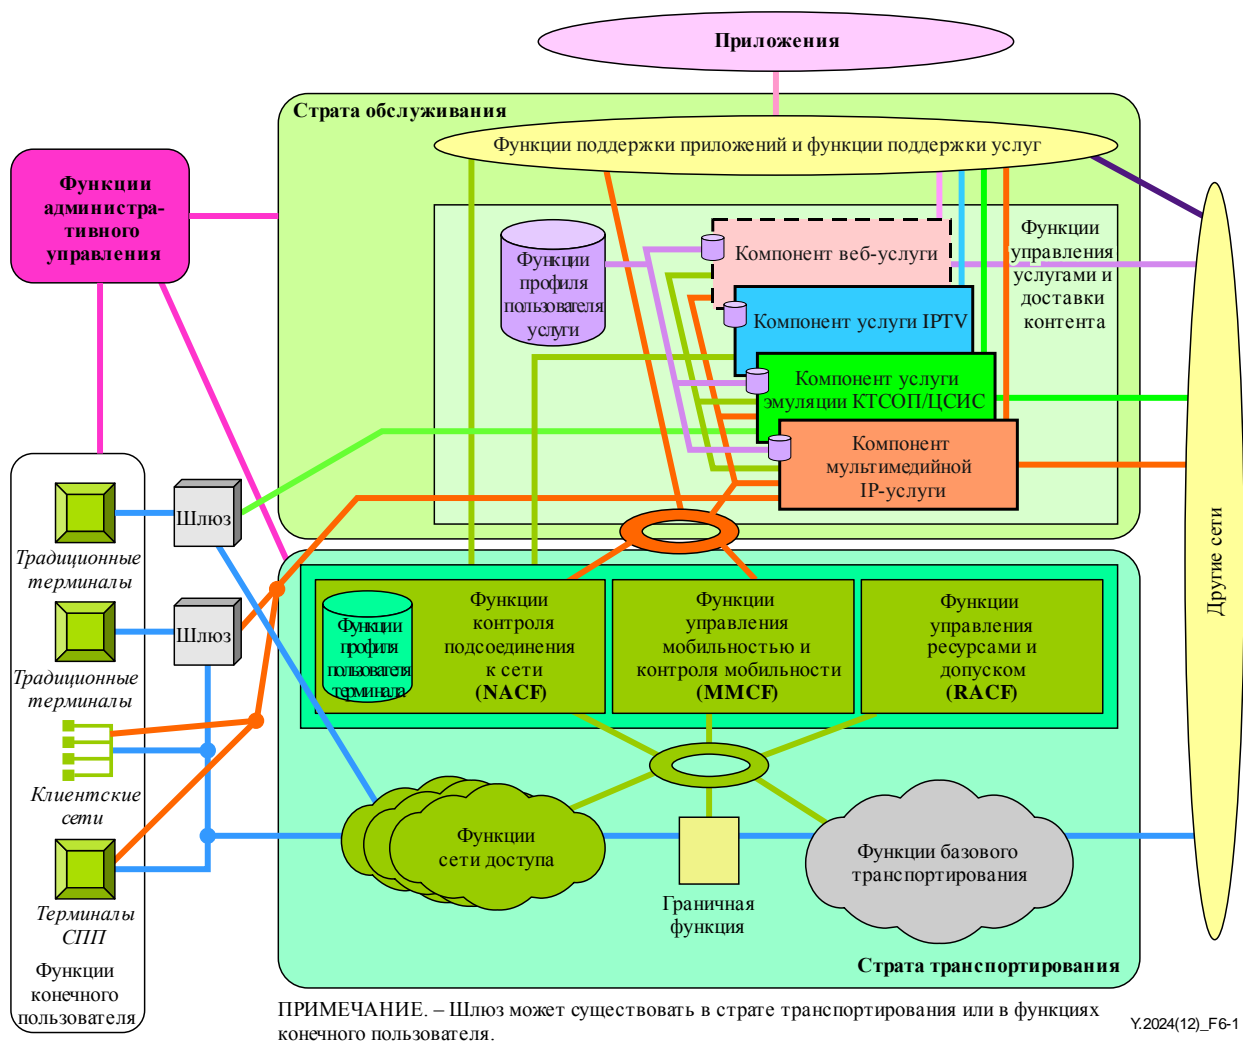 Приложения
Страта обслуживания
Функции поддержки приложений и функции поддержки услуг
Функции
администра-
тивного
управления
Функции
профиля
пользователя
услуги
Компонент веб-услуги
Функции
управления
услугами и
доставки
контента
Компонент услуги IPTV
Компонент услуги
эмуляции КТСОП/ЦСИС
Компонент
мультимедийной
IP-услуги
Шлюз
Традиционные
терминалы
Шлюз
Традиционные
терминалы
Клиентские
сети
Терминалы
СПП
Функции
конечного
пользователя
Функции
профиля
пользователя
терминала
Функции
контроля
подсоединения
к сети
(NACF)
Функции
управления
мобильностью и
контроля мобильности
(MMCF)
Функции
управления
ресурсами и
допуском
(RACF)
Другие сети
Функции
сети доступа
Граничная
функция
Функции базового
транспортирования
Страта транспортирования
ПРИМЕЧАНИЕ. – Шлюз может существовать в страте транспортирования или в функциях
конечного пользователя.
Y.2024(12)_F6-1